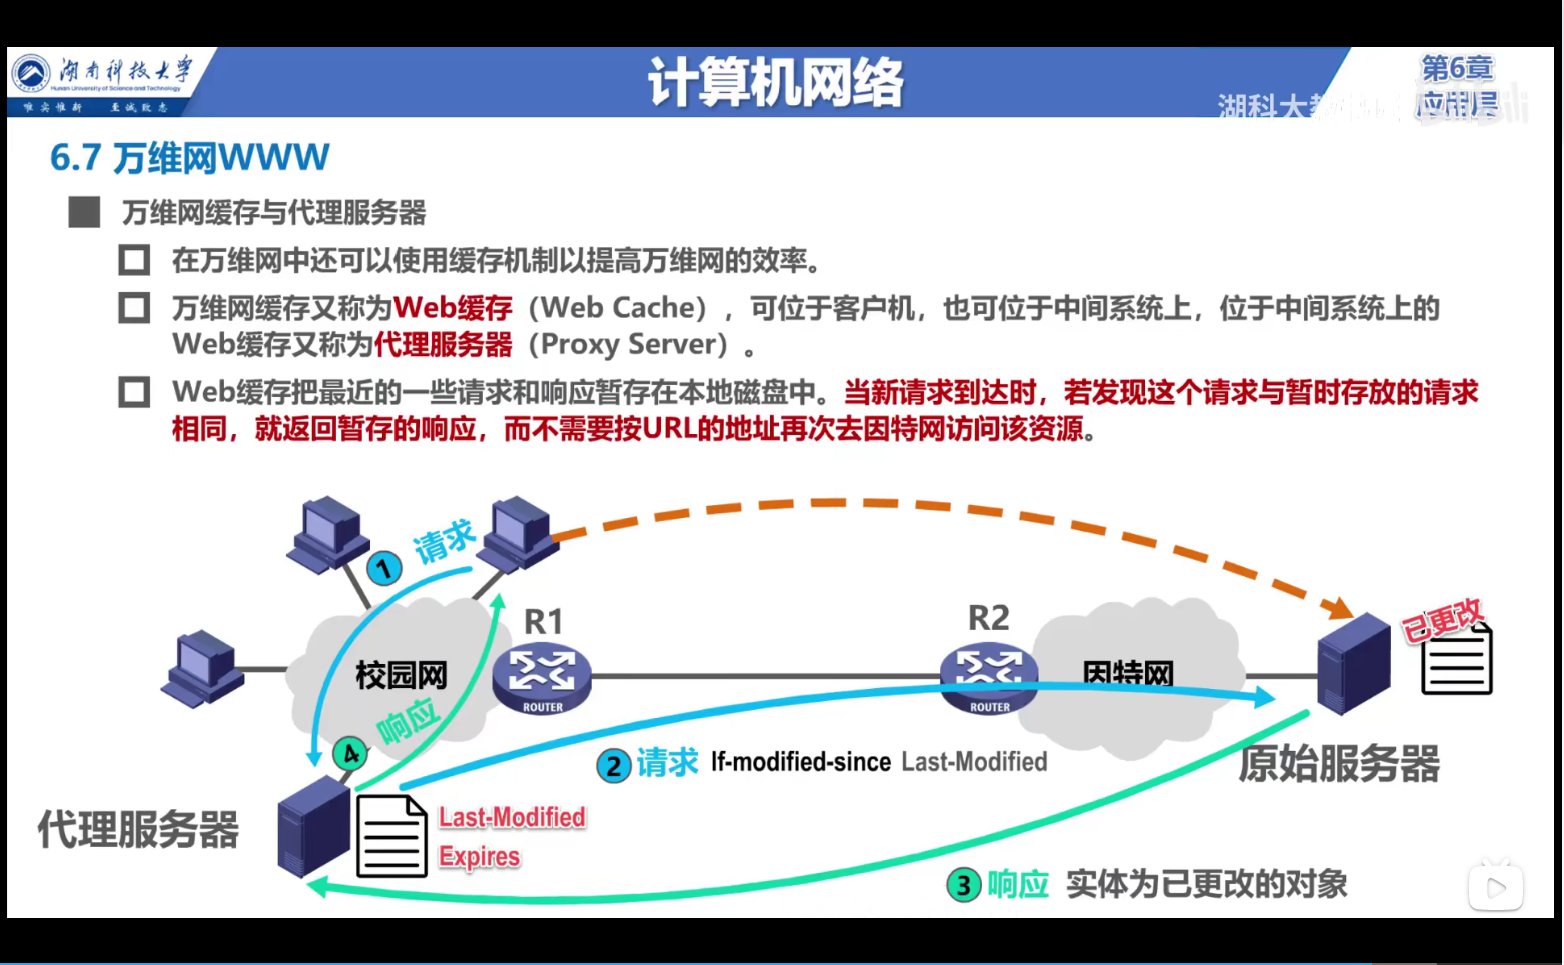 湖南科技大学
Hunan University of Science and Technology
唯实惟新 至诚致志
计算机网络
第6章
应用层
湖科大教
6.7 万维网WWW
万维网缓存与代理服务器
在万维网中还可以使用缓存机制以提高万维网的效率。
万维网缓存又称为Web缓存（Web Cache），可位于客户机，也可位于中间系统上，位于中间系统上的
Web缓存又称为代理服务器（Proxy Server）。
Web缓存把最近的一些请求和响应暂存在本地磁盘中。当新请求到达时，若发现这个请求与暂时存放的请求
相同，就返回暂存的响应，而不需要按URL的地址再次去因特网访问该资源。
1 请求
R1
R2
已更改
校园网
ROUTER
ROUTER
因特网
4 响应
2 请求 If-modified-since Last-Modified
原始服务器
代理服务器
Last-Modified
Expires
3 响应 实体为已更改的对象